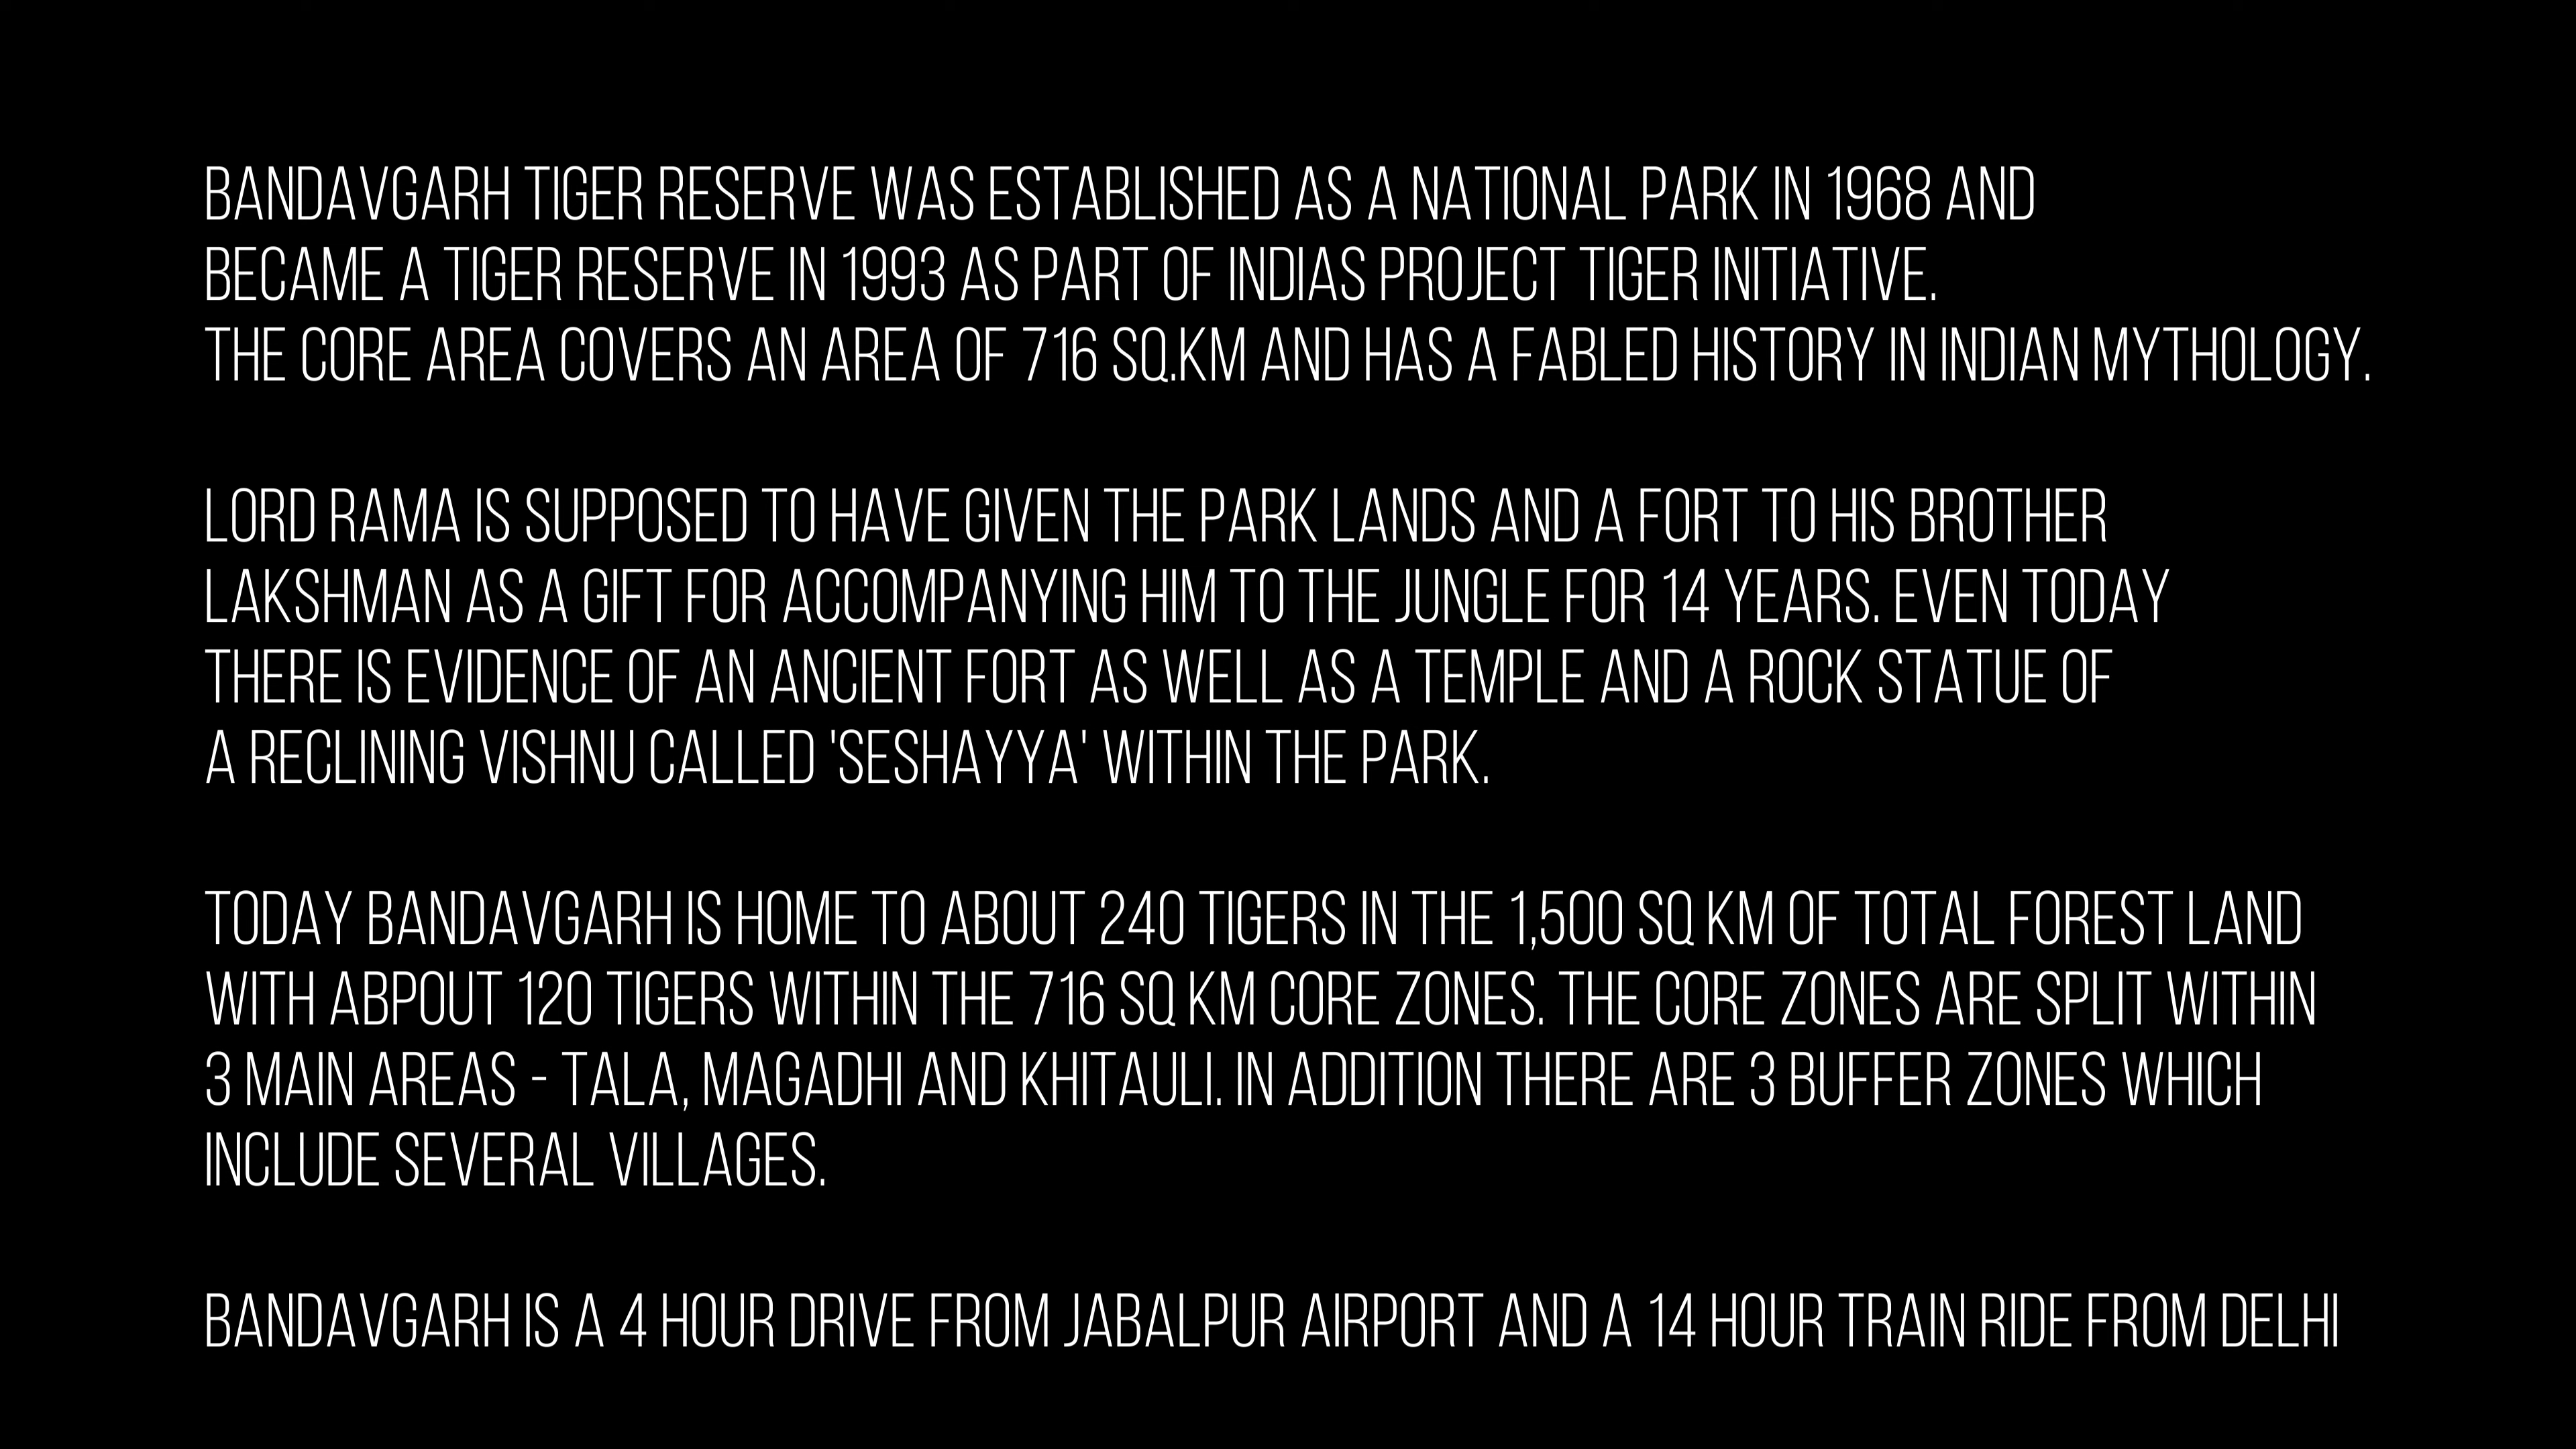 BANDAVGARH TIGER RESERVE WAS ESTABLISHED AS A NATIONAL PARK IN 1968 AND
BECAME A TIGER RESERVE IN 1993 AS PART OF INDIAS PROJECT TIGER INITIATIVE.
THE CORE AREA COVERS AN AREA OF 716 SQ.KM AND HAS A FABLED HISTORY IN INDIAN MYTHOLOGY.
LORD RAMA IS SUPPOSED TO HAVE GIVEN THE PARK LANDS AND A FORT TO HIS BROTHER
LAKSHMAN AS A GIFT FOR ACCOMPANYING HIM TO THE JUNGLE FOR 14 YEARS. EVEN TODAY
THERE IS EVIDENCE OF AN ANCIENT FORT AS WELL AS A TEMPLE AND A ROCK STATUE OF
A RECLINING VISHNU CALLED 'SESHAYYA' WITHIN THE PARK.
TODAY BANDAVGARH IS HOME TO ABOUT 240 TIGERS IN THE 1,500 SQ KM OF TOTAL FOREST LAND
WITH ABPOUT 120 TIGERS WITHIN THE 716 SQ KM CORE ZONES. THE CORE ZONES ARE SPLIT WITHIN
3 MAIN AREAS - TALA, MAGADHI AND KHITAULI. IN ADDITION THERE ARE 3 BUFFER ZONES WHICH
INCLUDE SEVERAL VILLAGES.
BANDAVGARH IS A 4 HOUR DRIVE FROM JABALPUR AIRPORT AND A 14 HOUR TRAIN RIDE FROM DELHI